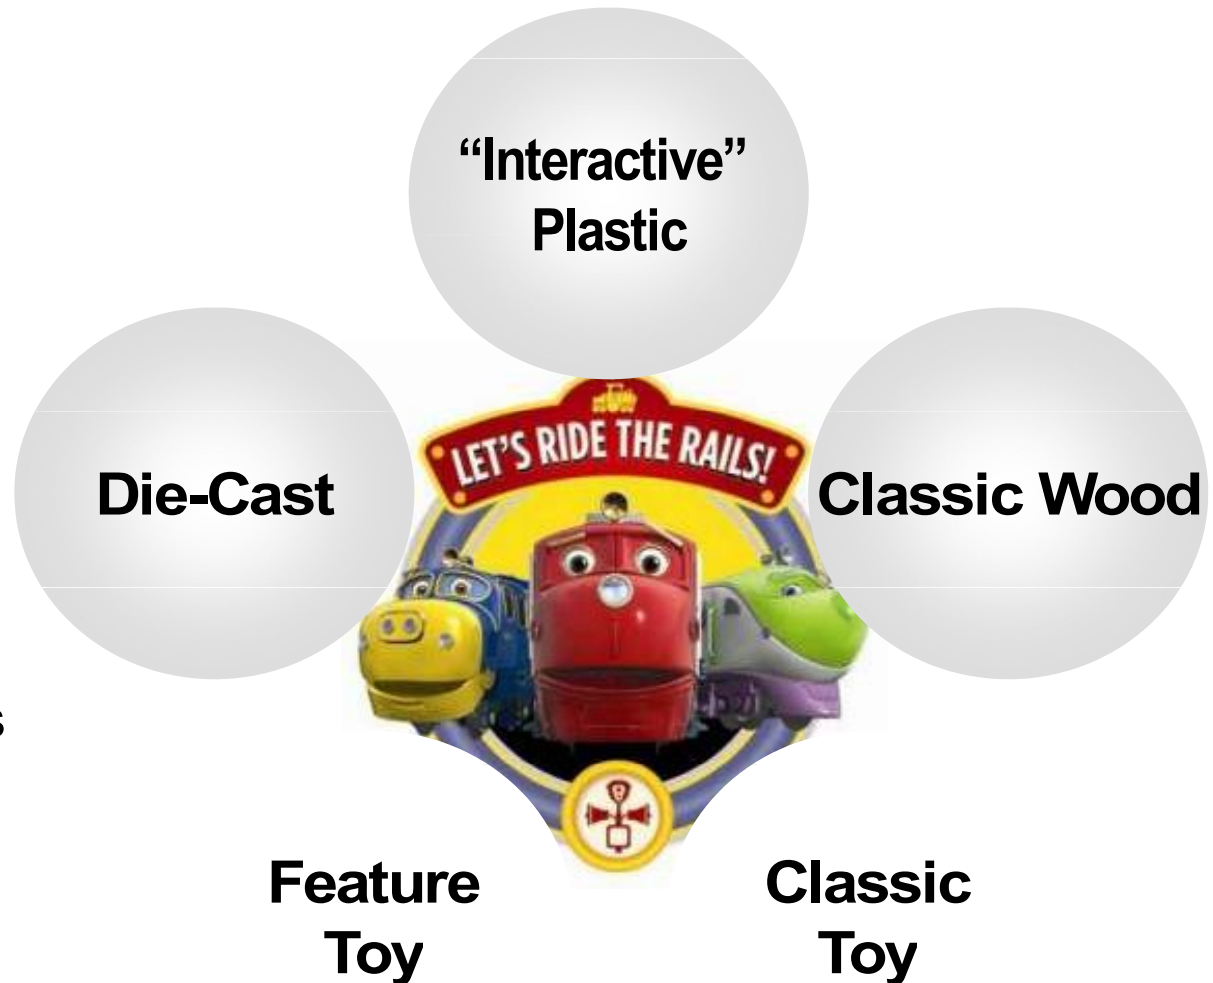 “Interactive”
Plastic
LET'S RIDE THE RAILS!
Die-Cast
Classic Wood
s
Feature
Toy
Classic
Toy